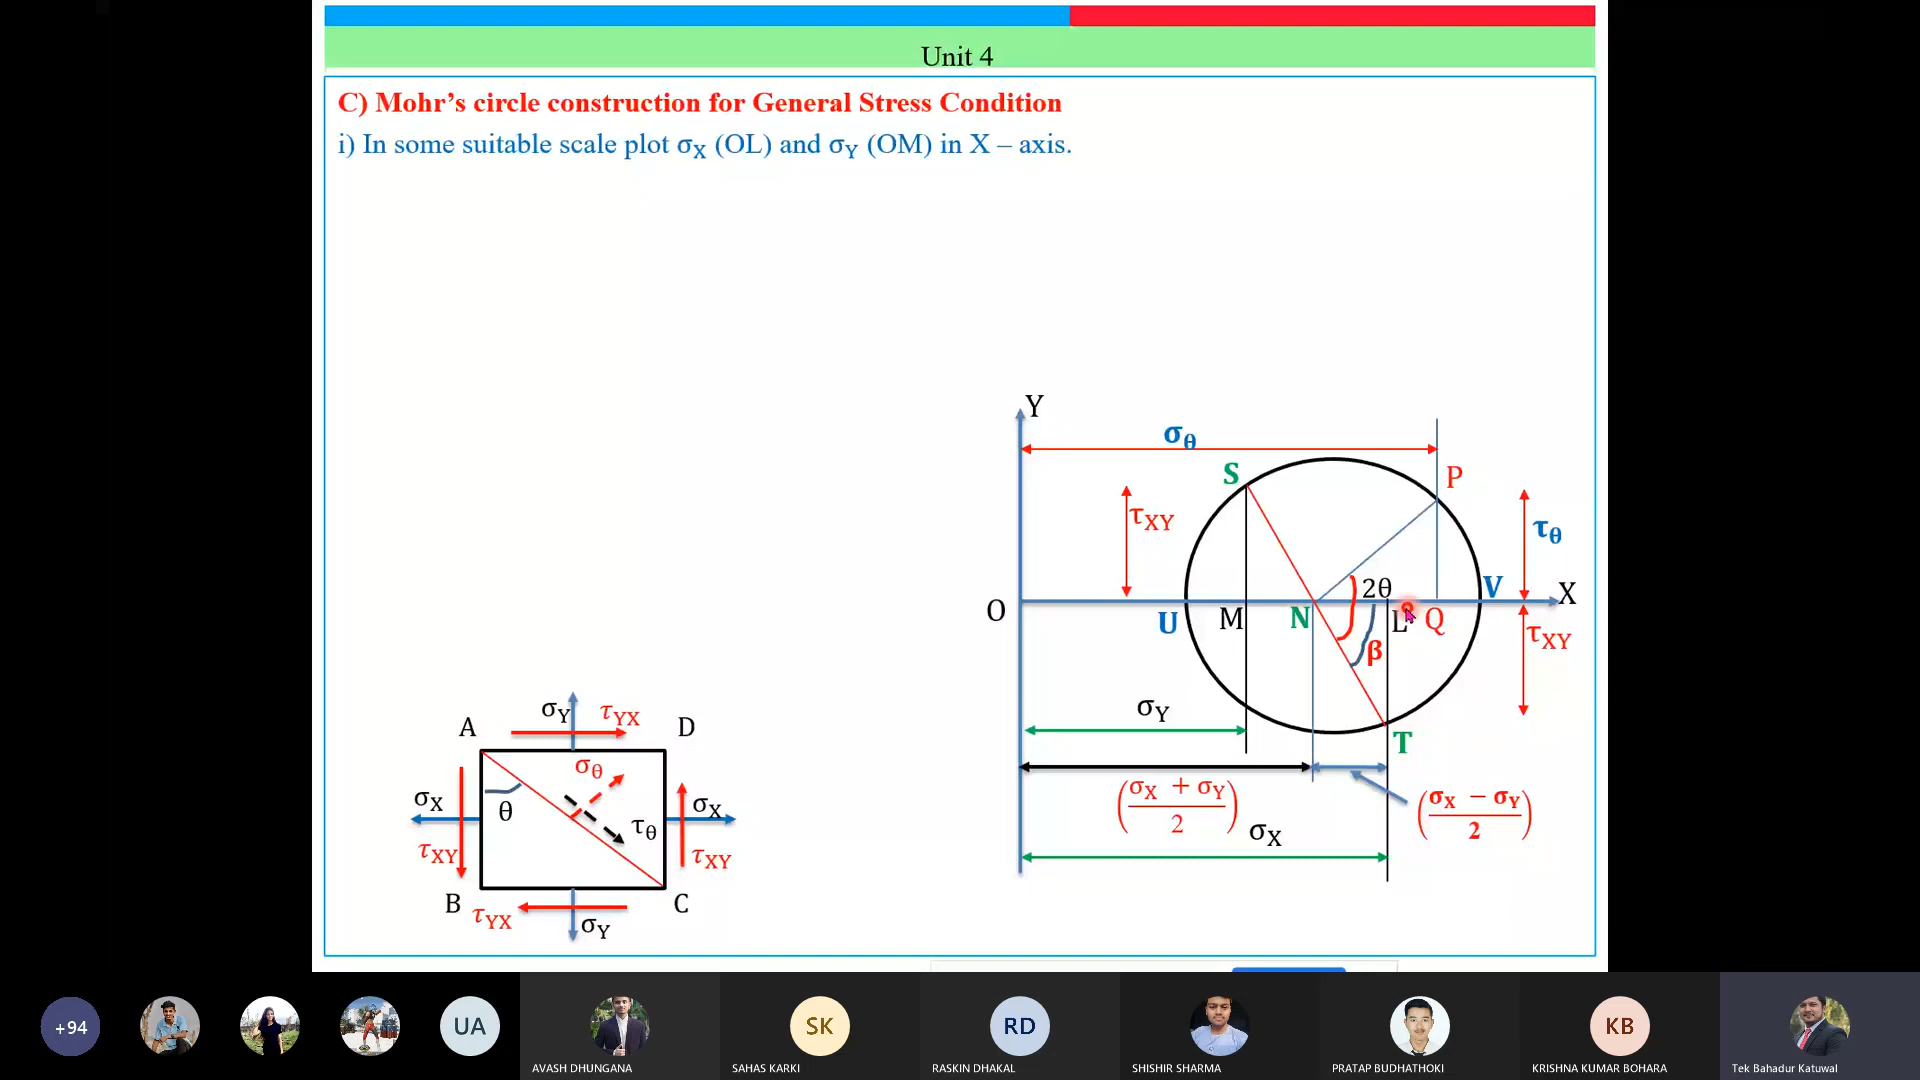 Unit 4
C) Mohr's circle construction for General Stress Condition
i) In some suitable scale plot σX (OL) and σY (OM) in X – axis.
Y
σθ
S
P
τXY
τθ
2θ
V
X
O
U
M
N
L
Q
τXY
β
σY
T
(σX + σY / 2)
(σX − σY / 2)
σX
A
σY
τYX
D
σθ
σX
θ
σX
τθ
τXY
τXY
B
τYX
σY
C
+94
UA
SK
RD
KB
AVASH DHUNGANA
SAHAS KARKI
RASKIN DHAKAL
SHISHIR SHARMA
PRATAP BUDHATHOKI
KRISHNA KUMAR BOHARA
Tek Bahadur Katuwal